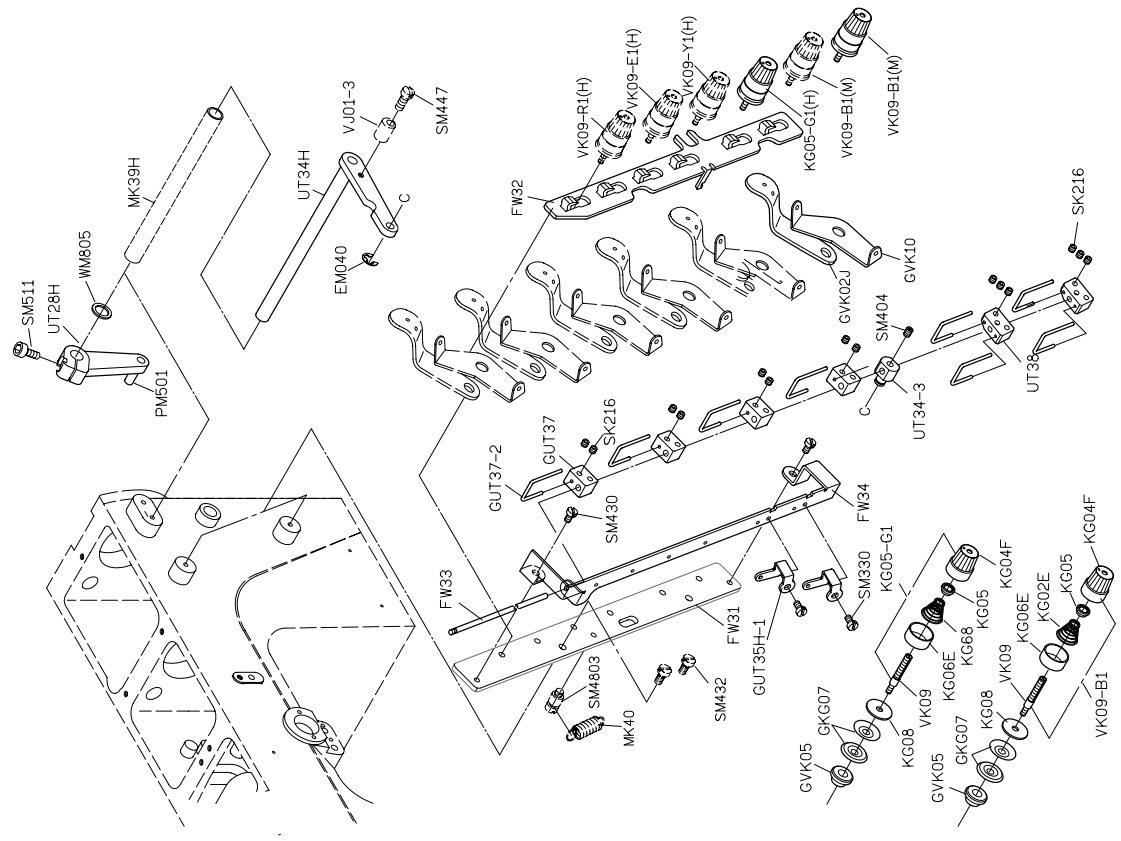 VK09-R1(H)
VK09-E1(H)
VK09-Y1(H)
KG05-G1(H)
VK09-B1(M)
VK09-B1(M)
SM447
VJ01-3
MK39H
UT34H
C
EM040
WM805
SM511
UT28H
PM501
FW32
GVK10
GVK02J
SK216
SM404
UT38
UT34-3
C
SK216
GUT37
GUT37-2
SM430
FW34
FW33
FW31
SM330
GUT35H-1
SM432
SM4803
MK40
KG05-G1
KG04F
KG05
KG68
KG06E
VK09
KG08
GKG07
GVK05
KG04F
KG05
KG02E
KG06E
VK09
VK09-B1
KG08
GKG07
GVK05